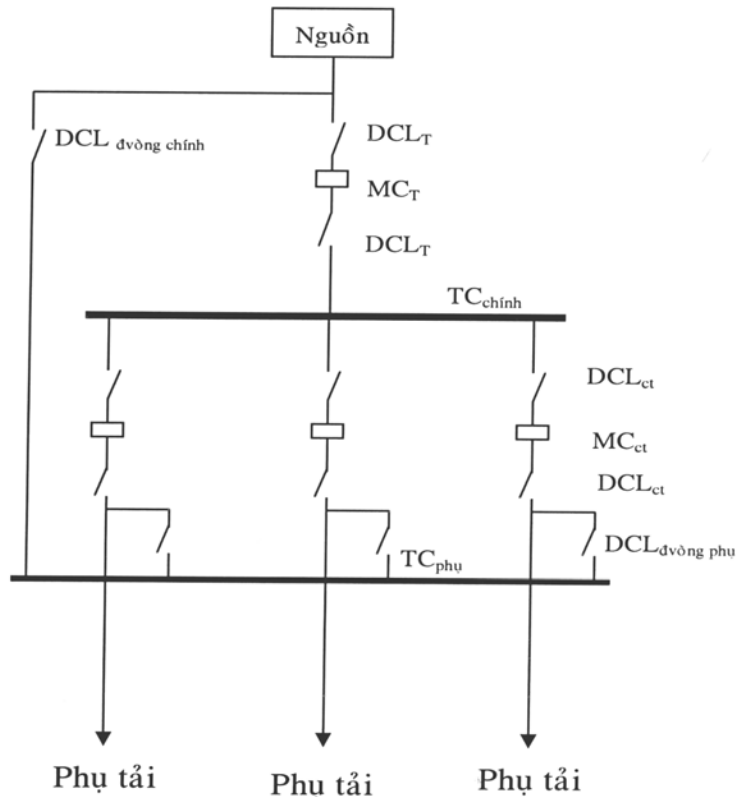 Nguồn
DCL đvòng chính
DCLT
MCT
DCLT
TCchính
DCLct
MCct
DCLct
DCLđvòng phụ
TCphụ
Phụ tải
Phu tải
Phụ tải